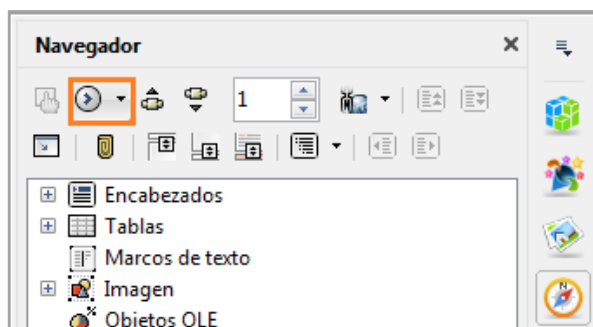 Navegador
1
Encabezados
Tablas
Marcos de texto
Imagen
Objetos OLE